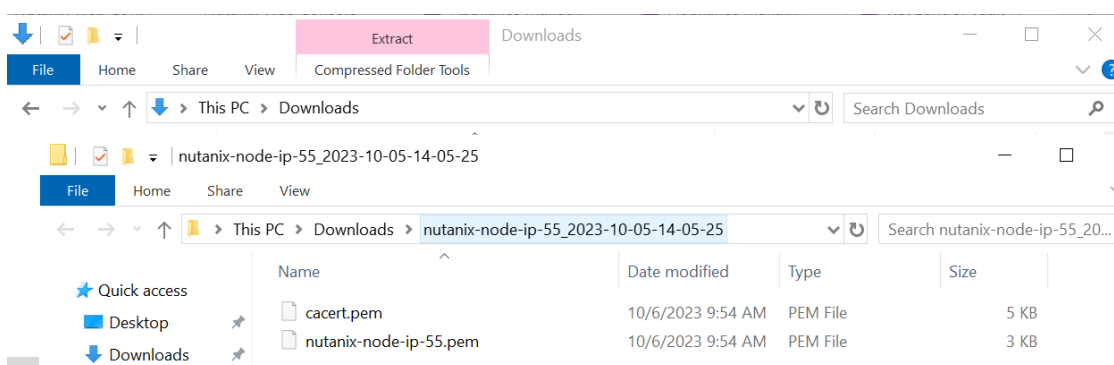 Extract
Downloads
File Home Share View Compressed Folder Tools
This PC > Downloads
Search Downloads
nutanix-node-ip-55_2023-10-05-14-05-25
File Home Share View
This PC > Downloads > nutanix-node-ip-55_2023-10-05-14-05-25
Search nutanix-node-ip-55_20...
Name Date modified Type Size
Quick access
cacert.pem 10/6/2023 9:54 AM PEM File 5 KB
Desktop
nutanix-node-ip-55.pem 10/6/2023 9:54 AM PEM File 3 KB
Downloads